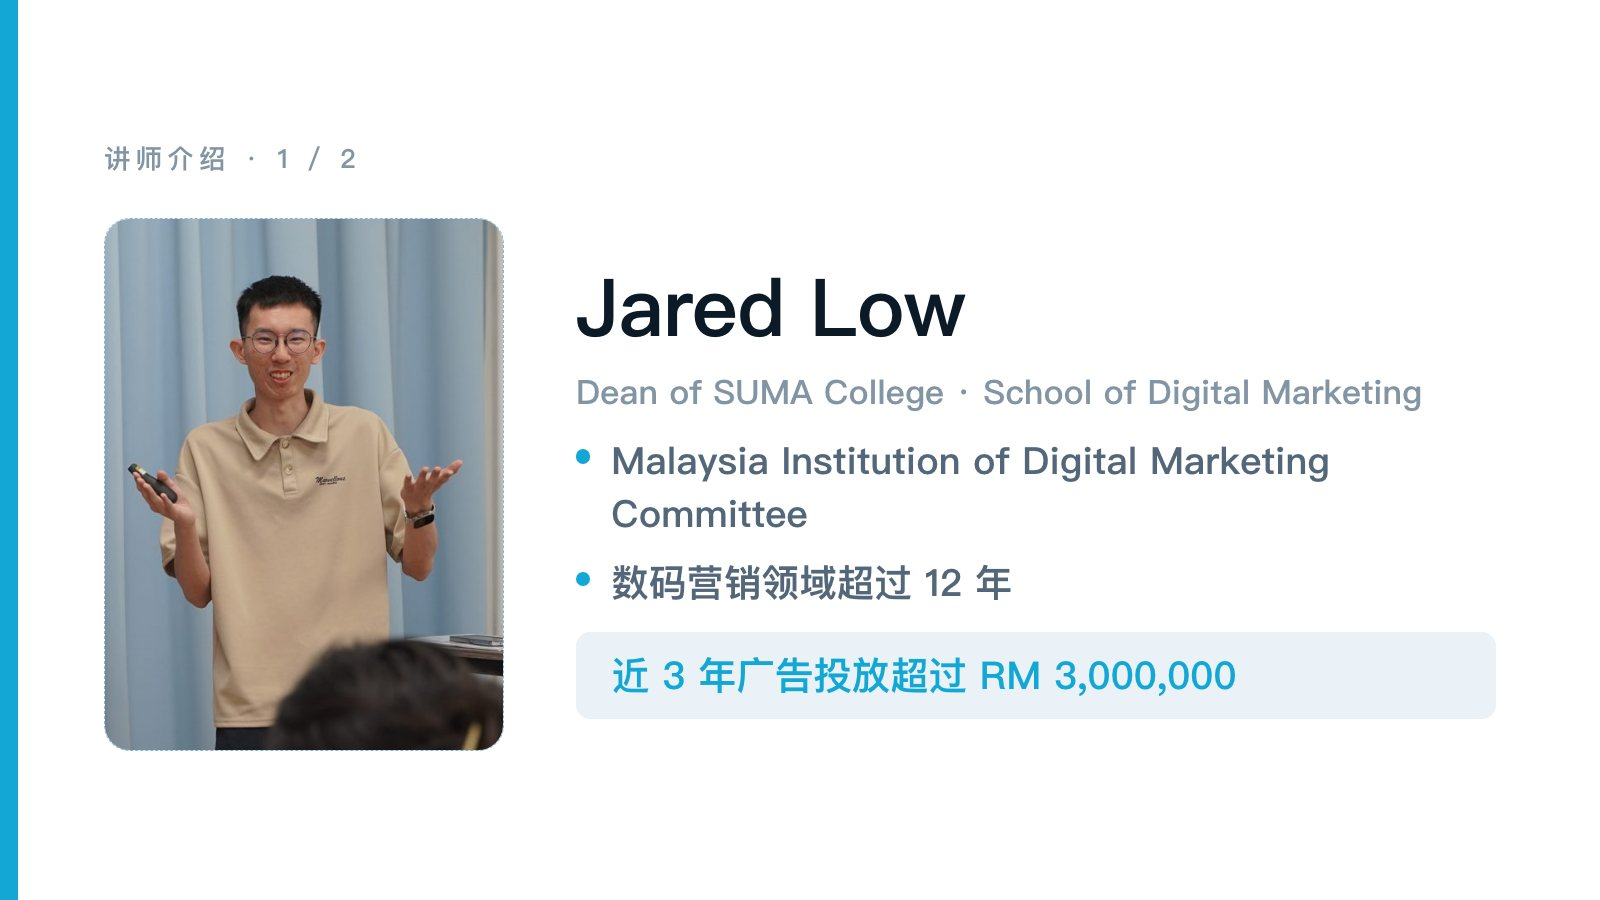 讲师介绍 · 1 / 2
Jared Low
Dean of SUMA College · School of Digital Marketing
Malaysia Institution of Digital Marketing
Committee
数码营销领域超过 12 年
近 3 年广告投放超过 RM 3,000,000
Marvellous